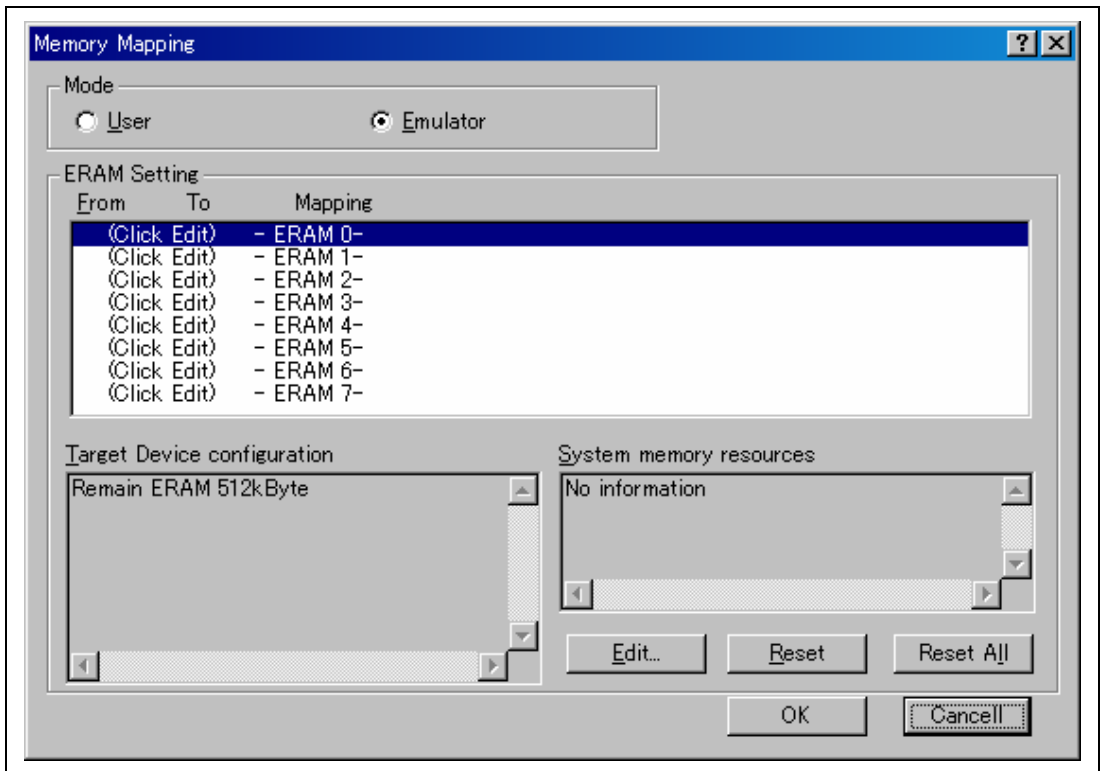 Memory Mapping
Mode
User Emulator
ERAM Setting
From To Mapping
(Click Edit) - ERAM 0-
(Click Edit) - ERAM 1-
(Click Edit) - ERAM 2-
(Click Edit) - ERAM 3-
(Click Edit) - ERAM 4-
(Click Edit) - ERAM 5-
(Click Edit) - ERAM 6-
(Click Edit) - ERAM 7-
Target Device configuration
Remain ERAM 512kByte
System memory resources
No information
Edit... Reset Reset All
OK Cancell